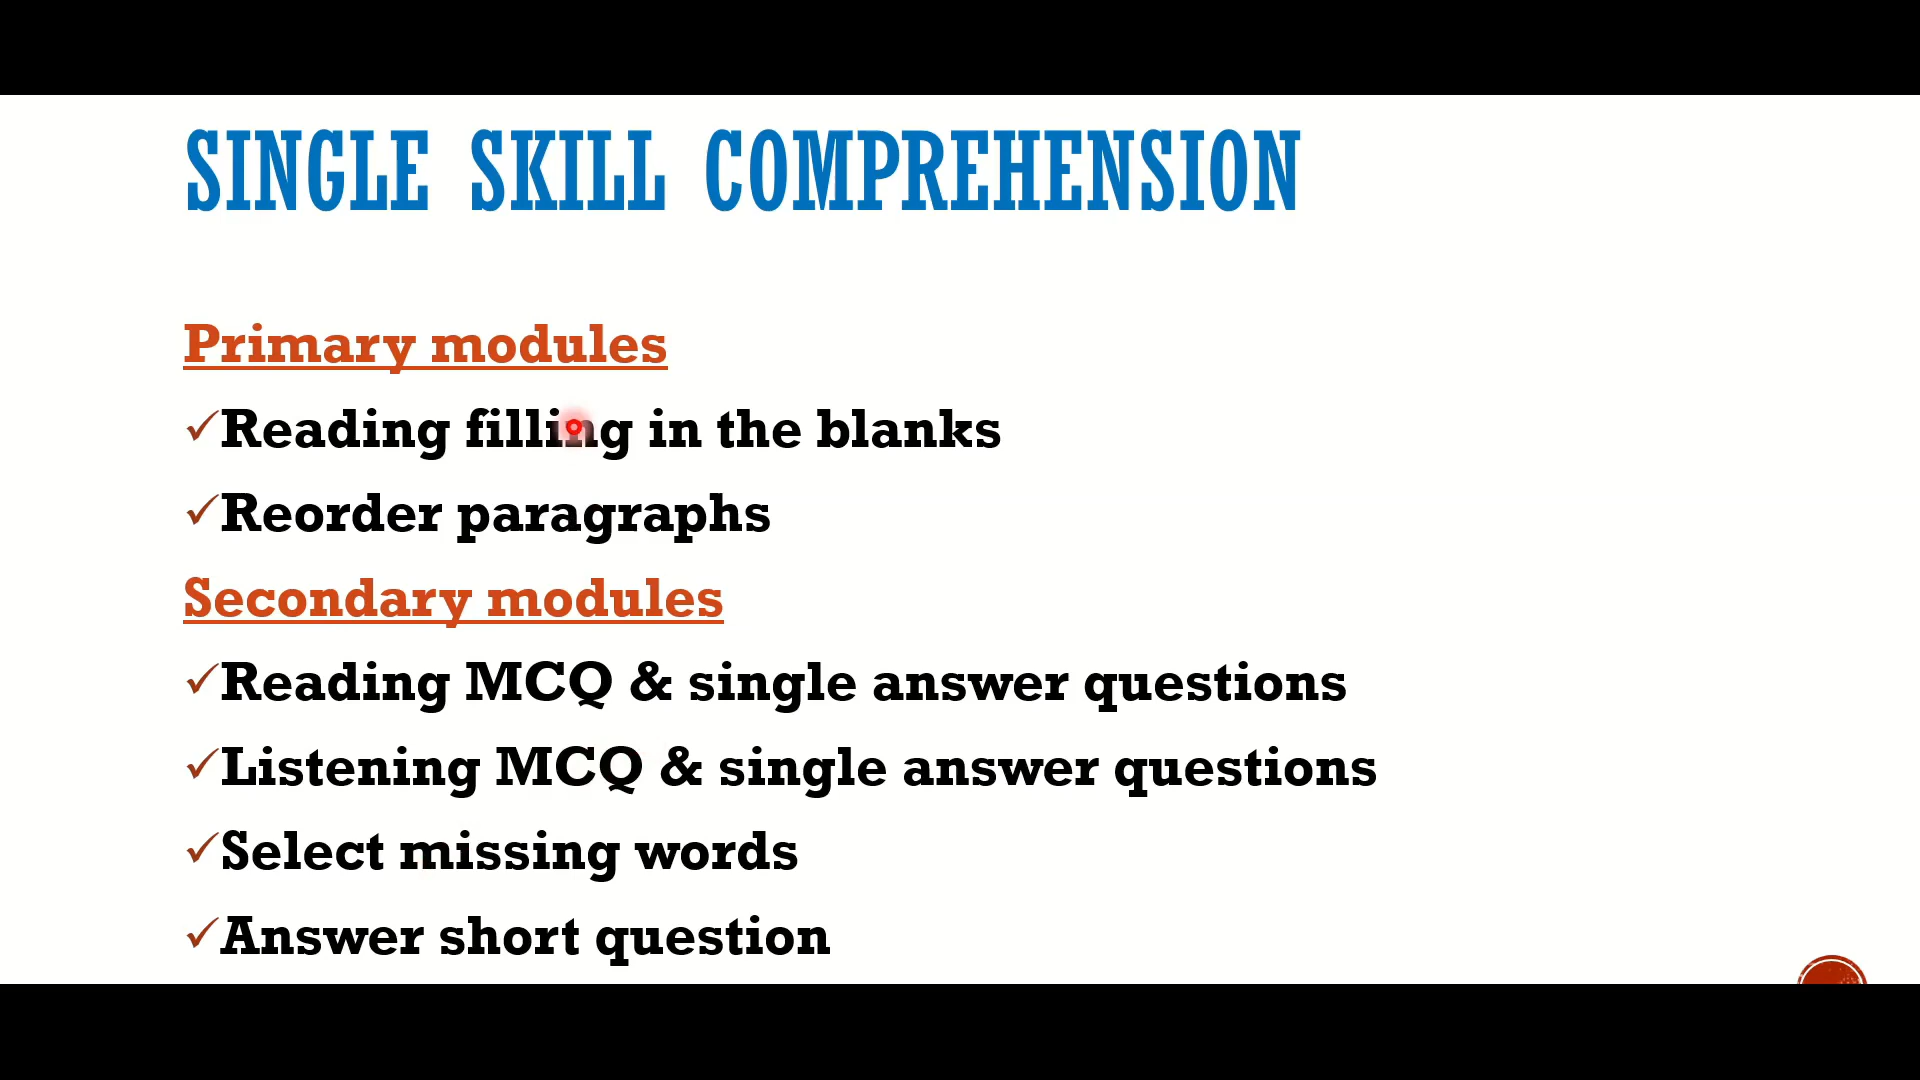 SINGLE SKILL COMPREHENSION
Primary modules
✓Reading filling in the blanks
✓Reorder paragraphs
Secondary modules
✓Reading MCQ & single answer questions
✓Listening MCQ & single answer questions
✓Select missing words
✓Answer short question